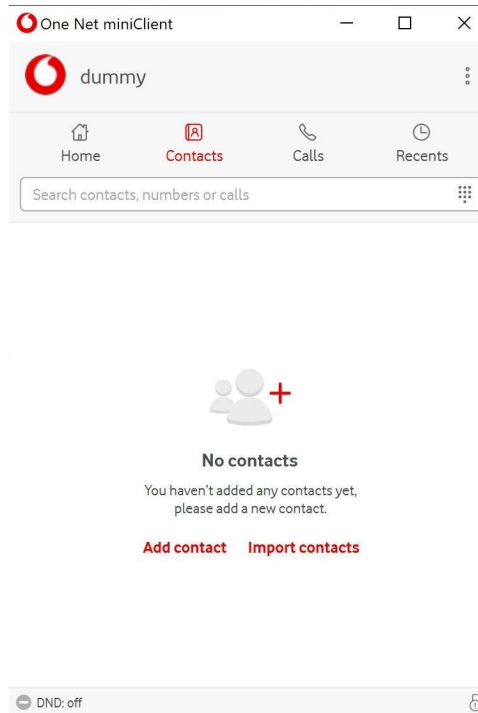 One Net miniClient
dummy
Home Contacts Calls Recents
Search contacts, numbers or calls
No contacts
You haven't added any contacts yet,
please add a new contact.
Add contact Import contacts
DND: off